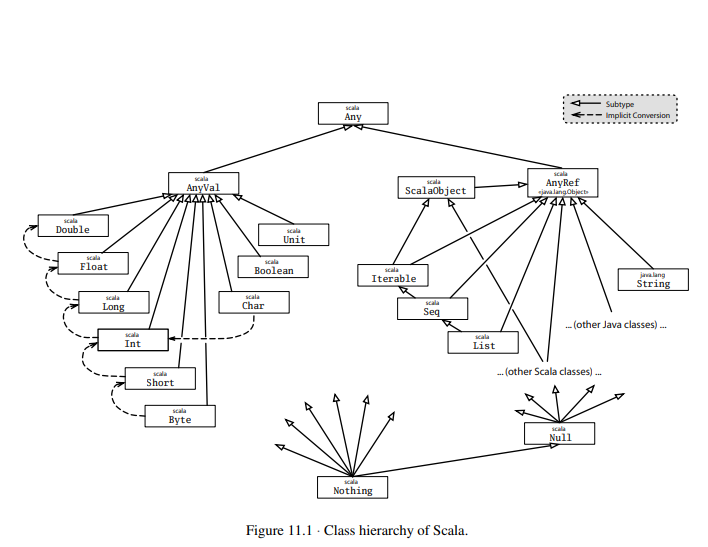 scala
Any
Subtype
Implicit Conversion
scala
AnyVal
scala
ScalaObject
scala
AnyRef
«java.lang.Object»
scala
Double
scala
Unit
scala
Float
scala
Boolean
scala
Iterable
java.lang
String
scala
Long
scala
Char
scala
Seq
... (other Java classes) ...
scala
Int
scala
List
scala
Short
... (other Scala classes) ...
scala
Byte
scala
Null
scala
Nothing
Figure 11.1 · Class hierarchy of Scala.